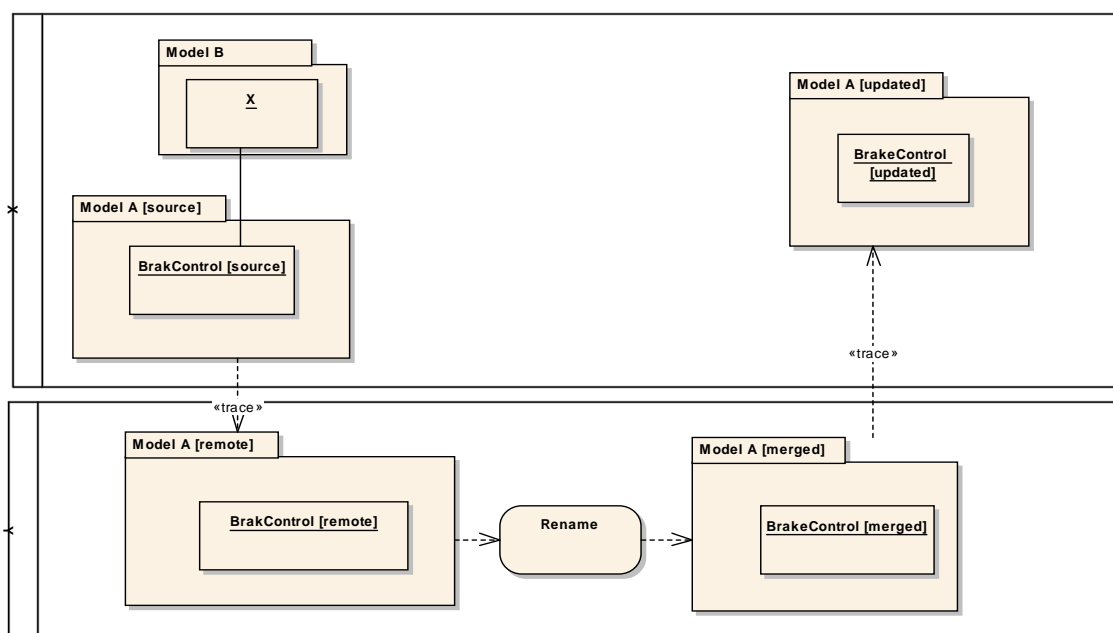 Model B
X
Model A [updated]
BrakeControl
[updated]
Model A [source]
BrakControl [source]
X
«trace»
«trace»
Model A [remote]
BrakControl [remote]
Rename
Model A [merged]
BrakeControl [merged]
Y